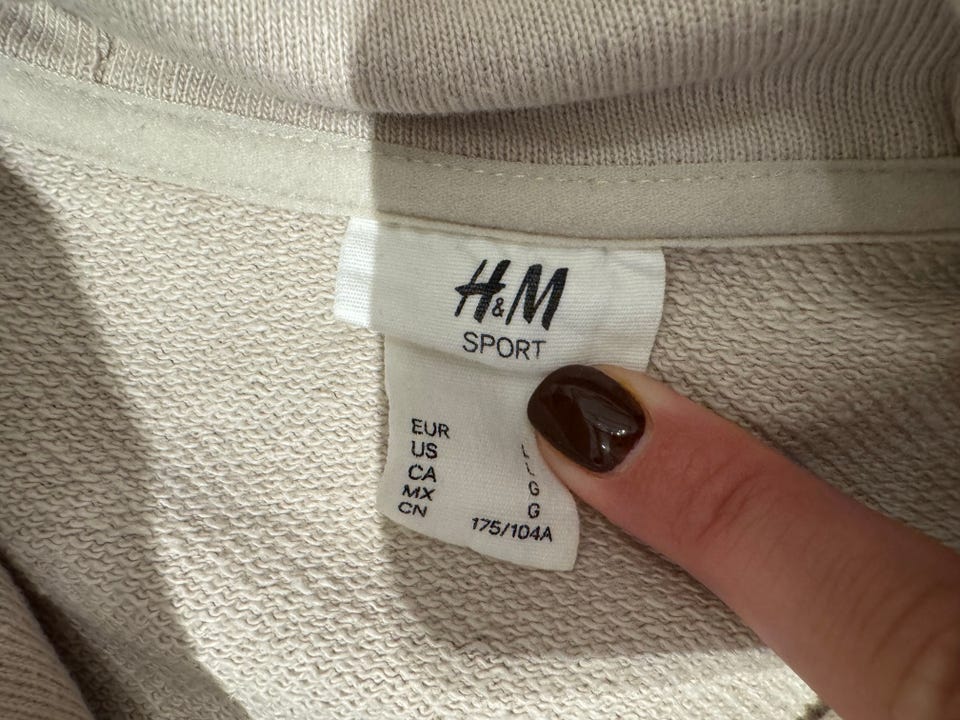 H&M
SPORT
EUR L
US L
CA G
MX G
CN 175/104A